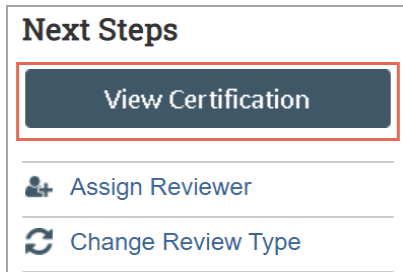 Next Steps
View Certification
Assign Reviewer
Change Review Type